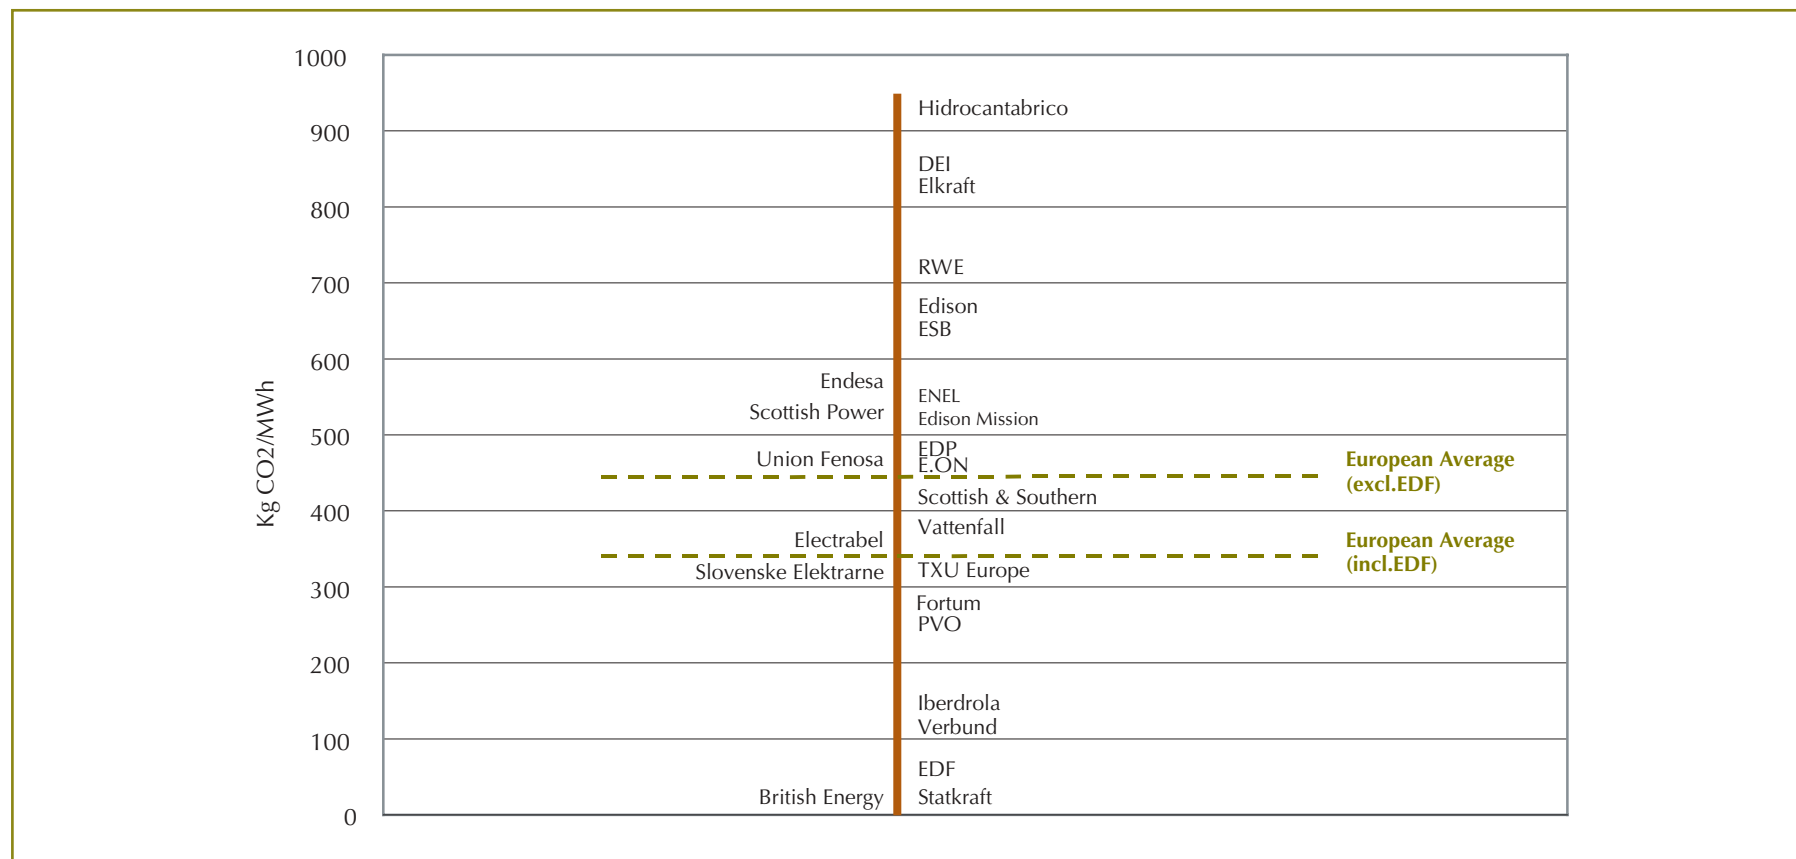 1000
Hidrocantabrico
900
DEI
Elkraft
800
RWE
700
Edison
ESB
600
Endesa
ENEL
Scottish Power
Edison Mission
500
EDP
Union Fenosa
E.ON
European Average
(excl.EDF)
Scottish & Southern
400
Vattenfall
Electrabel
European Average
(incl.EDF)
Slovenske Elektrarne
TXU Europe
300
Fortum
PVO
200
Iberdrola
Verbund
100
EDF
British Energy
Statkraft
0
Kg CO2/MWh